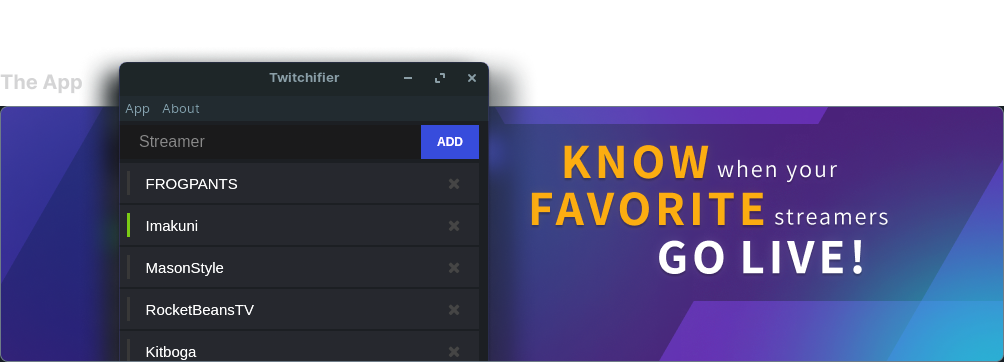 The App
Twitchifier
App About
Streamer ADD
FROGPANTS
Imakuni
MasonStyle
RocketBeansTV
Kitboga
KNOW when your
FAVORITE streamers
GO LIVE!